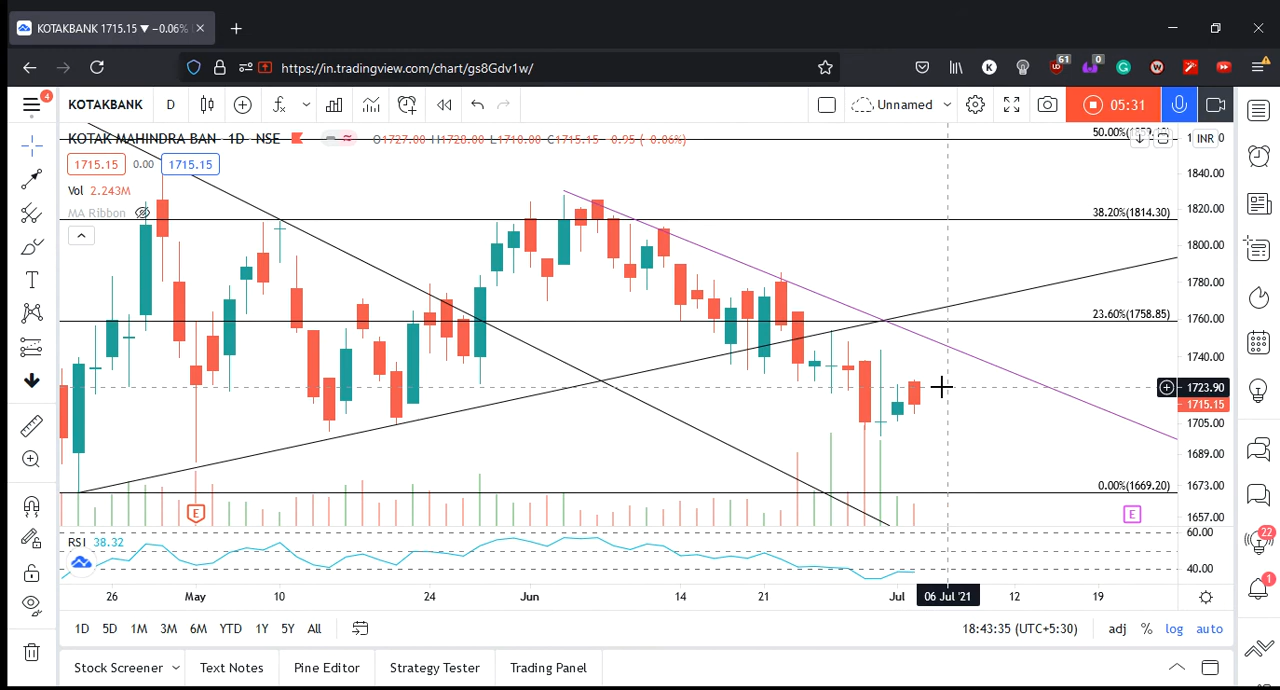 KOTAKBANK 1715.15 ▼ −0.06%
https://in.tradingview.com/chart/gs8Gdv1w/
61
0
4
KOTAKBANK
D
Unnamed
05:31
KOTAK MAHINDRA BAN · 1D · NSE
O1727.00 H1728.00 L1710.00 C1715.15 −0.95 (−0.06%)
50.00%
INR
1715.15 0.00 1715.15
Vol 2.243M
MA Ribbon
38.20%(1814.30)
23.60%(1758.85)
0.00%(1669.20)
1840.00
1820.00
1800.00
1780.00
1760.00
1740.00
1723.90
1715.15
1705.00
1689.00
1673.00
1657.00
E
E
RSI 38.32
60.00
40.00
26 May 10 24 Jun 14 21 Jul 06 Jul '21 12 19
22
1
1D 5D 1M 3M 6M YTD 1Y 5Y All
18:43:35 (UTC+5:30) adj % log auto
Stock Screener Text Notes Pine Editor Strategy Tester Trading Panel